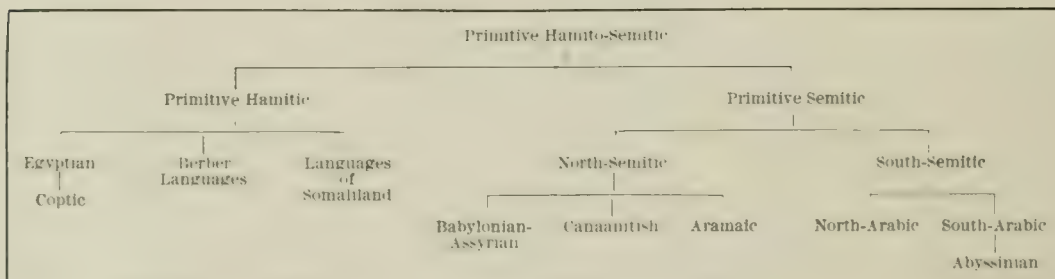 Primitive Hamito-Semitic
Primitive Hamitic
Primitive Semitic
Egyptian
Berber
Languages
Languages
of
Somaliland
North-Semitic
South-Semitic
Coptic
Babylonian-
Assyrian
Canaanitish
Aramaic
North-Arabic
South-Arabic
Abyssinian